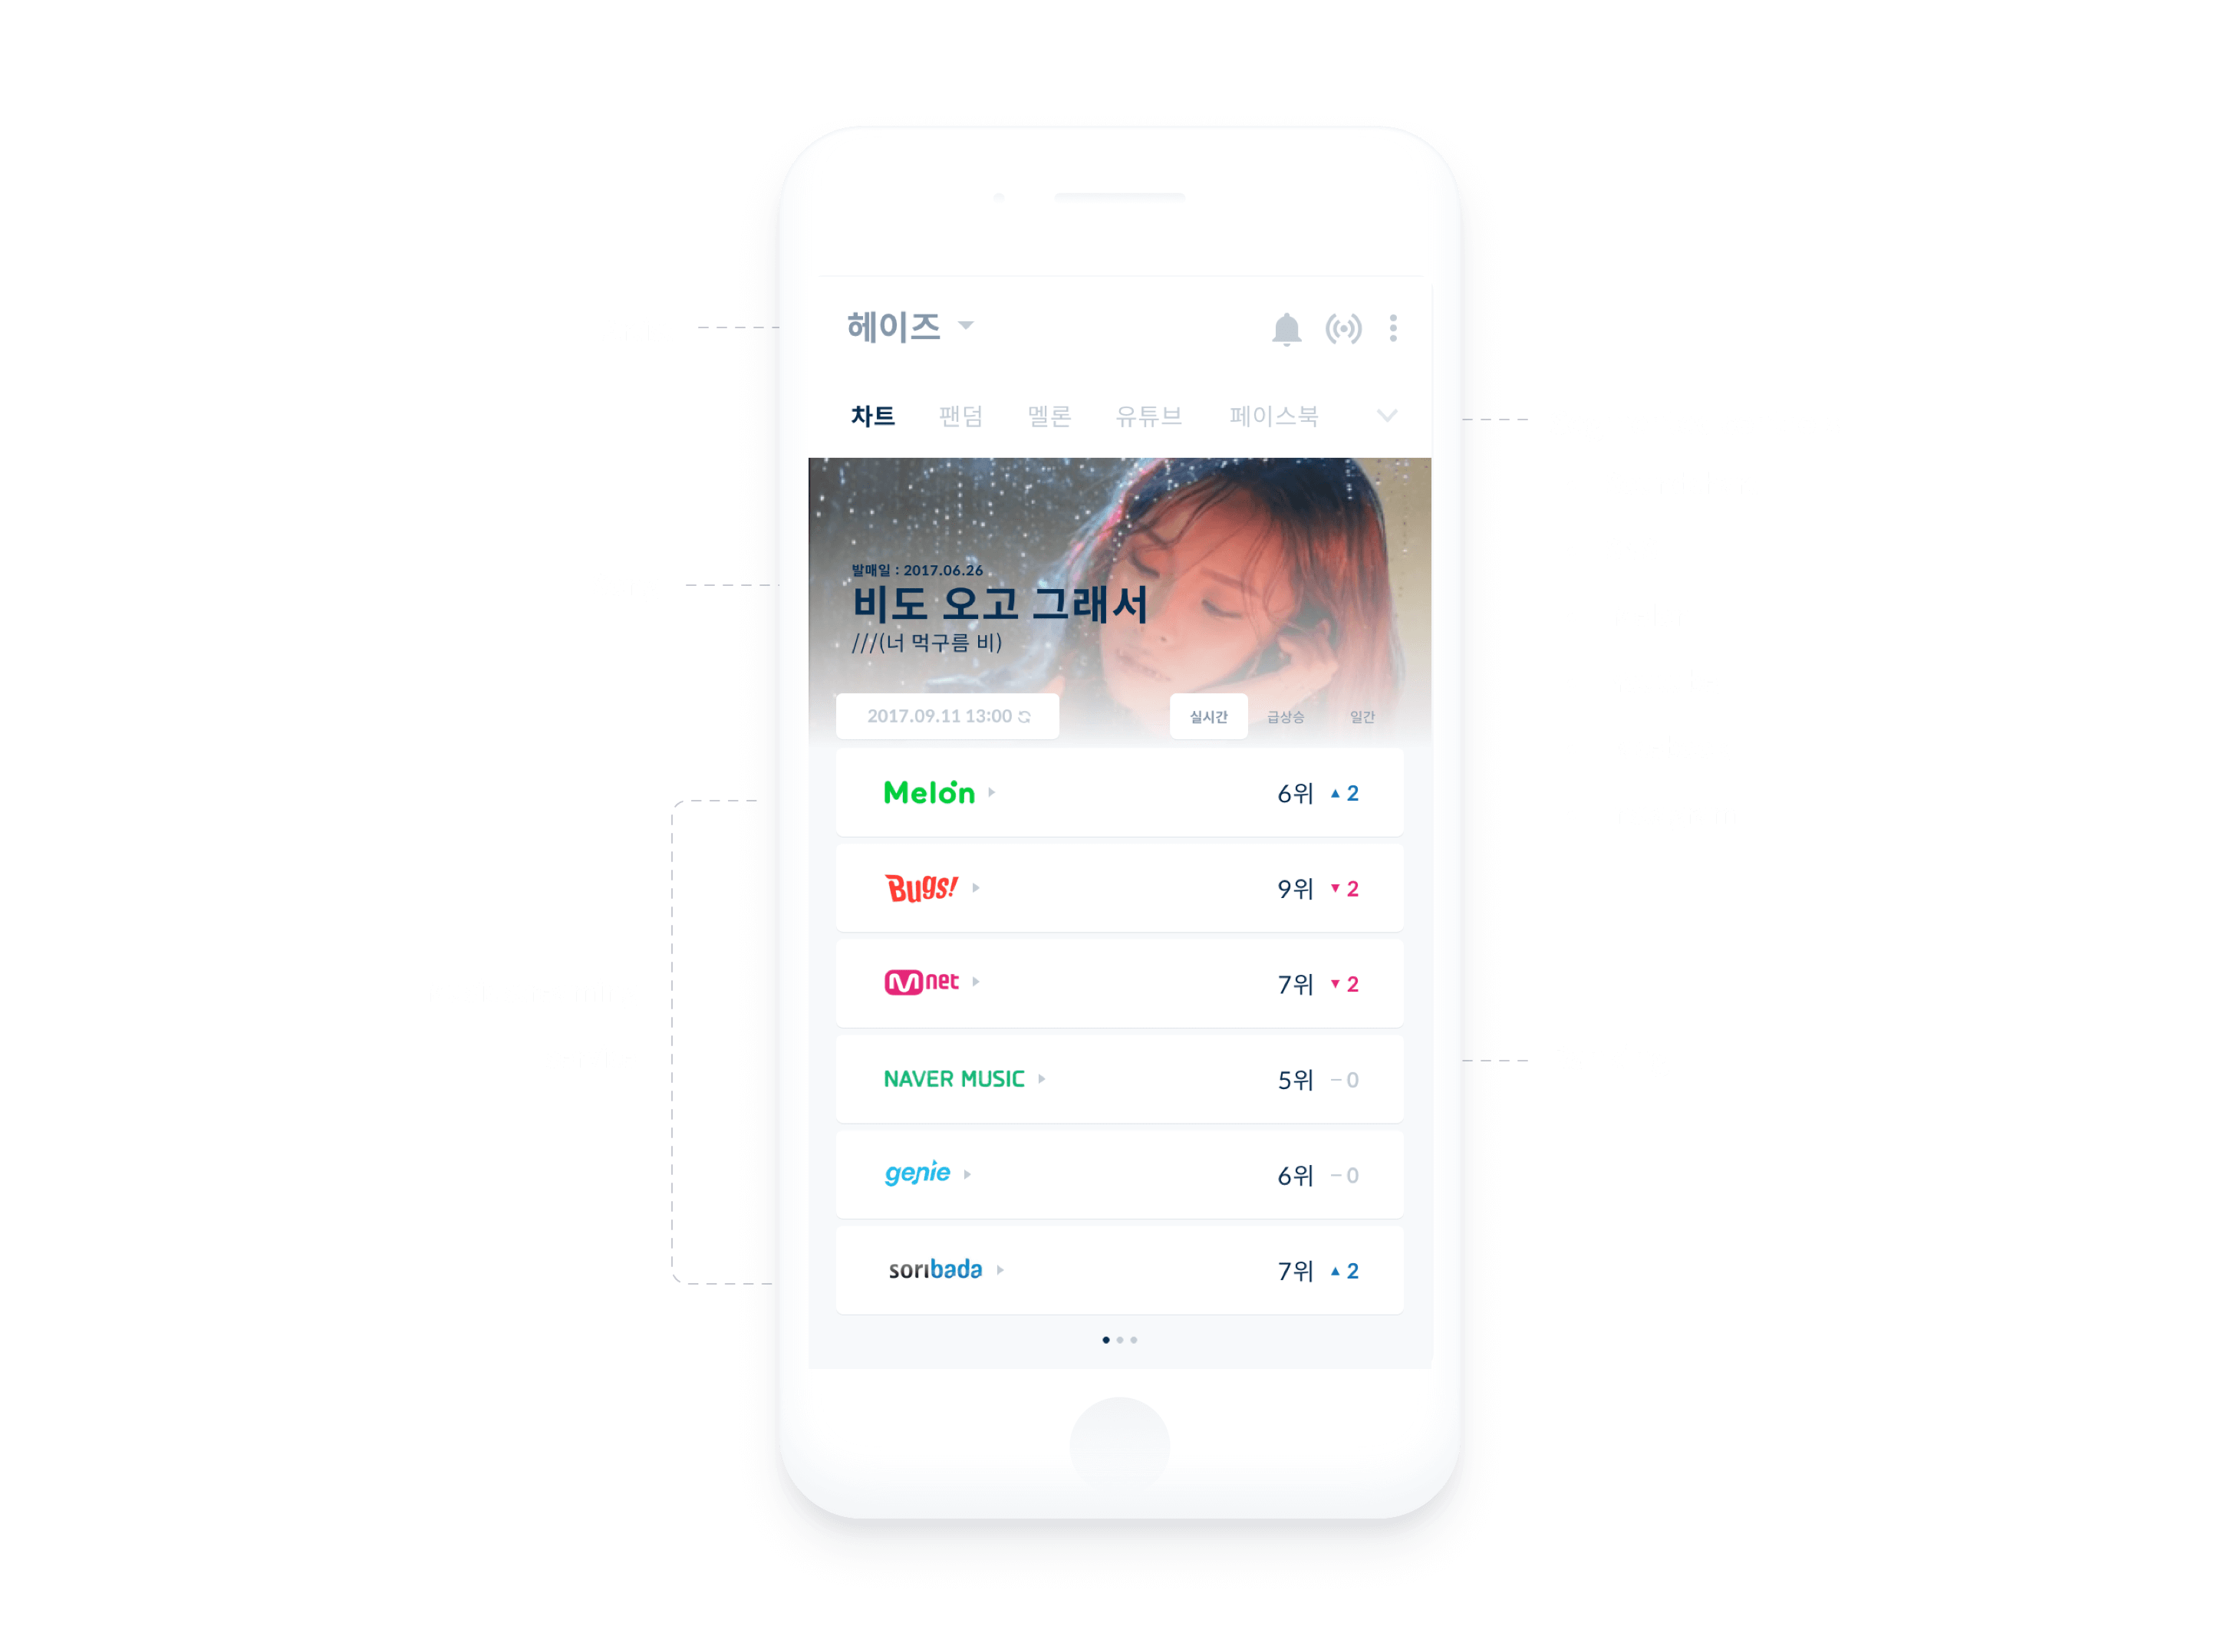 헤이즈
차트 팬덤 멜론 유튜브 페이스북
발매일 : 2017.06.26
비도 오고 그래서
///(너 먹구름 비)
2017.09.11 13:00 실시간 급상승 일간
Melon 6위 ▲ 2
Bugs! 9위 ▼ 2
Mnet 7위 ▼ 2
NAVER MUSIC 5위 – 0
genie 6위 – 0
soribada 7위 ▲ 2